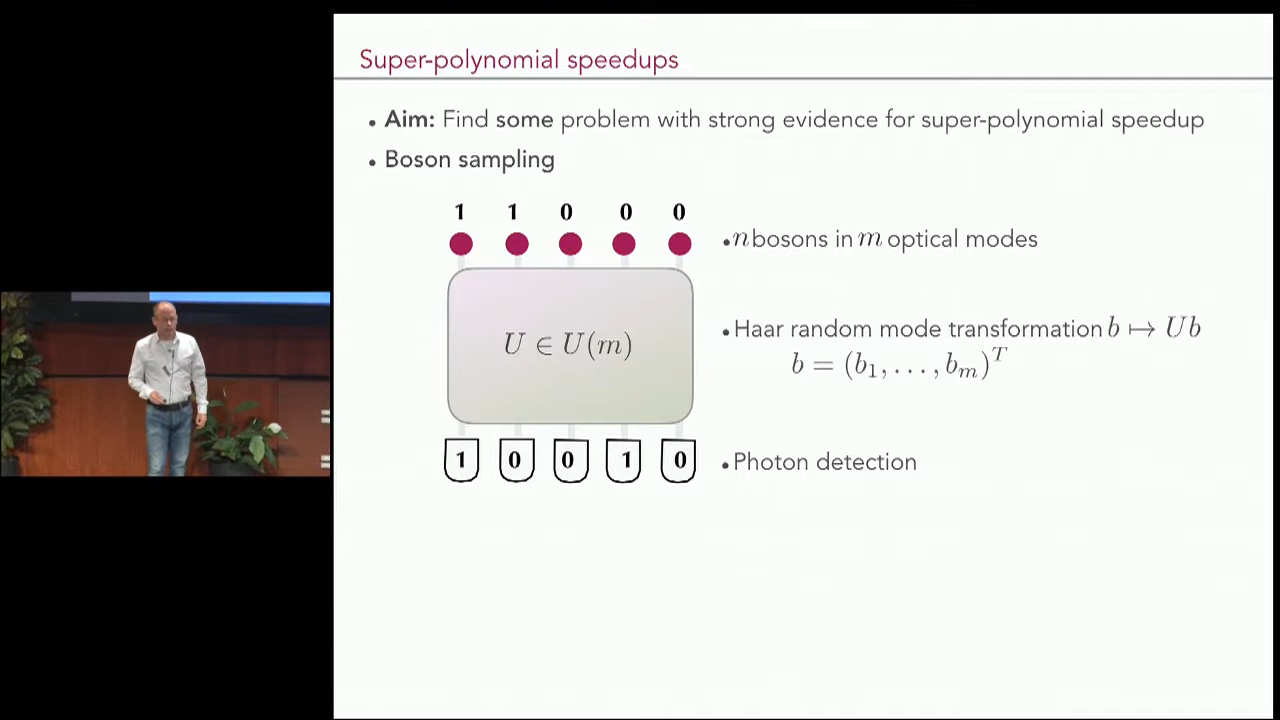 Super-polynomial speedups
• Aim: Find some problem with strong evidence for super-polynomial speedup
• Boson sampling
1 1 0 0 0
• n bosons in m optical modes
• Haar random mode transformation b ↦ Ub
U ∈ U(m)
b = (b₁, . . . , bₘ)ᵀ
1 0 0 1 0
• Photon detection